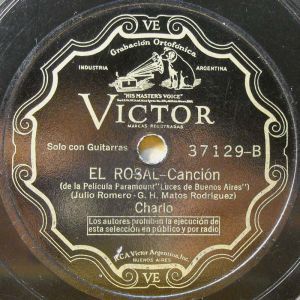 VE
Grabación Ortofónica
INDUSTRIA ARGENTINA
"HIS MASTER'S VOICE"
VICTOR
MARCAS REGISTRADAS
Solo con Guitarras 37129-B
EL ROSAL-Canción
(de la Película Paramount "Luces de Buenos Aires")
(Julio Romero-G. H. Matos Rodríguez)
Charlo
Los autores prohiben la ejecución de
esta selección en público y por radio
RCA Victor Argentina, Inc.
BUENOS AIRES
VE VE